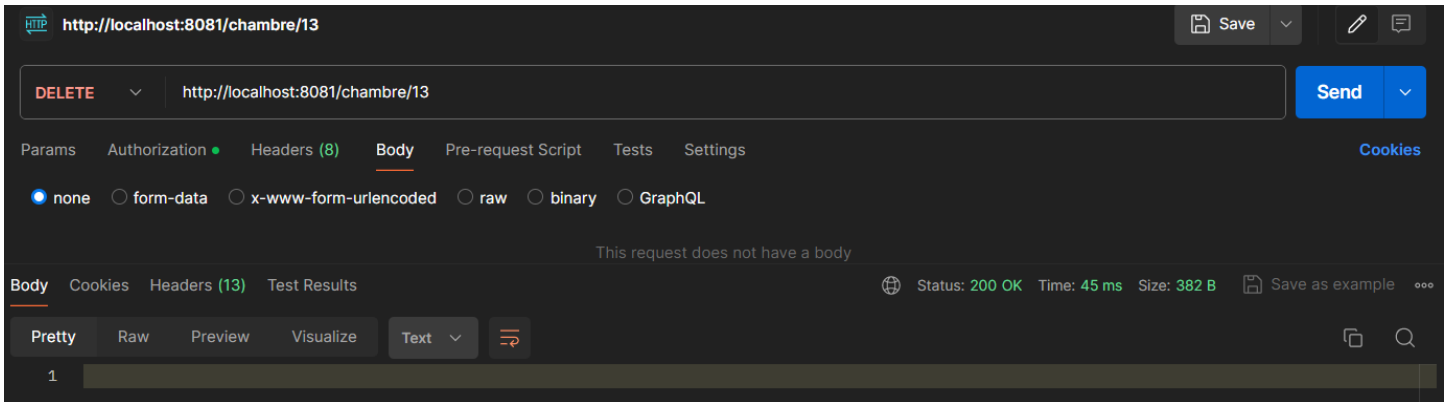 HTTP http://localhost:8081/chambre/13 Save
DELETE http://localhost:8081/chambre/13 Send
Params Authorization Headers (8) Body Pre-request Script Tests Settings Cookies
none form-data x-www-form-urlencoded raw binary GraphQL
This request does not have a body
Body Cookies Headers (13) Test Results Status: 200 OK Time: 45 ms Size: 382 B Save as example
Pretty Raw Preview Visualize Text
1